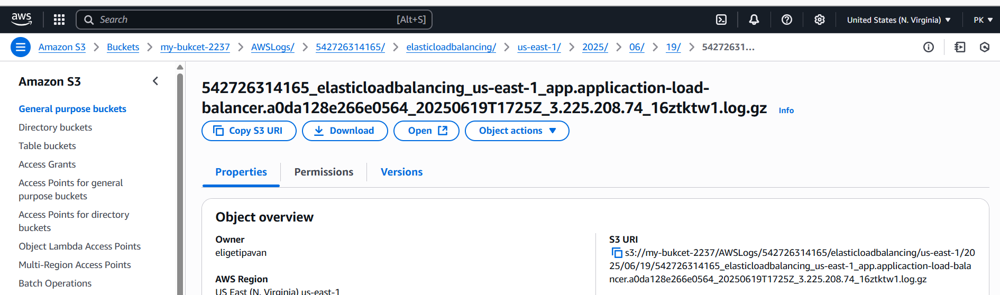 aws
Search [Alt+S]
United States (N. Virginia)
PK
Amazon S3 > Buckets > my-bukcet-2237 > AWSLogs/ > 542726314165/ > elasticloadbalancing/ > us-east-1/ > 2025/ > 06/ > 19/ > 54272631...
Amazon S3
General purpose buckets
Directory buckets
Table buckets
Access Grants
Access Points for general
purpose buckets
Access Points for directory
buckets
Object Lambda Access Points
Multi-Region Access Points
Batch Operations
542726314165_elasticloadbalancing_us-east-1_app.applicaction-load-
balancer.a0da128e266e0564_20250619T1725Z_3.225.208.74_16ztktw1.log.gz Info
Copy S3 URI
Download
Open
Object actions
Properties
Permissions
Versions
Object overview
Owner
eligetipavan
AWS Region
US East (N. Virginia) us-east-1
S3 URI
s3://my-bukcet-2237/AWSLogs/542726314165/elasticloadbalancing/us-east-1/20
25/06/19/542726314165_elasticloadbalancing_us-east-1_app.applicaction-load-bala
ncer.a0da128e266e0564_20250619T1725Z_3.225.208.74_16ztktw1.log.gz